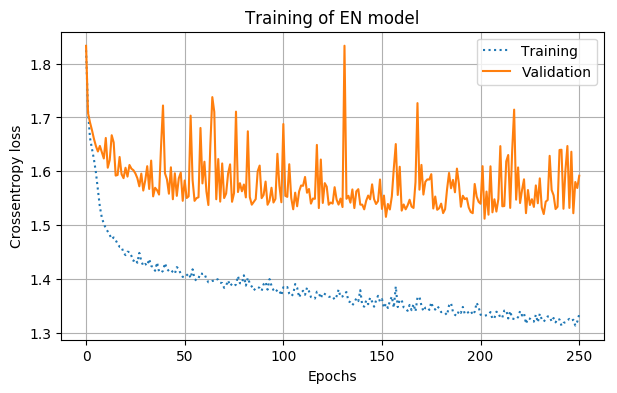 Training of EN model
Training
Validation
Crossentropy loss
1.8
1.7
1.6
1.5
1.4
1.3
0
50
100
150
200
250
Epochs